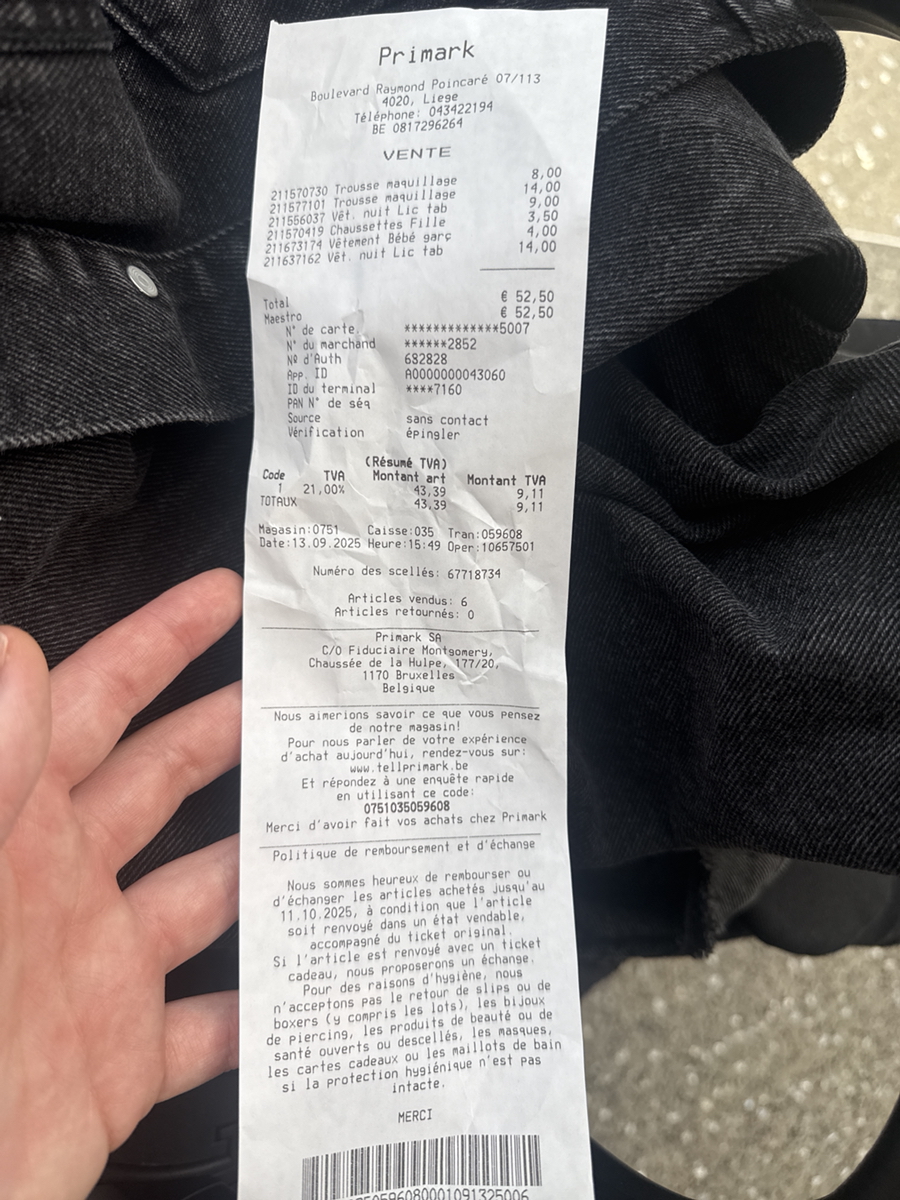 Primark
Boulevard Raymond Poincaré 07/113
4020, Liege
Téléphone: 043422194
BE 0817296264
VENTE
211570730 Trousse maquillage 8,00
211577101 Trousse maquillage 14,00
211556037 Vêt. nuit Lic tab 9,00
211570419 Chaussettes Fille 3,50
211673174 Vêtement Bébé garç 4,00
211637162 Vêt. nuit Lic tab 14,00
Total € 52,50
Maestro € 52,50
N° de carte. *************5007
N° du marchand ******2852
Nº d'Auth 682828
App. ID A0000000043060
ID du terminal ****7160
PAN N° de séq
Source sans contact
Vérification épingler
(Résumé TVA)
Code TVA Montant art Montant TVA
1 21,00% 43,39 9,11
TOTAUX 43,39 9,11
Magasin:0751 Caisse:035 Tran:059608
Date:13.09.2025 Heure:15:49 Oper:10657501
Numéro des scellés: 67718734
Articles vendus: 6
Articles retournés: 0
Primark SA
C/O Fiduciaire Montgomery,
Chaussée de la Hulpe, 177/20,
1170 Bruxelles
Belgique
Nous aimerions savoir ce que vous pensez
de notre magasin!
Pour nous parler de votre expérience
d'achat aujourd'hui, rendez-vous sur:
www.tellprimark.be
Et répondez à une enquête rapide
en utilisant ce code:
0751035059608
Merci d'avoir fait vos achats chez Primark
Politique de remboursement et d'échange
Nous sommes heureux de rembourser ou
d'échanger les articles achetés jusqu'au
11.10.2025, à condition que l'article
soit renvoyé dans un état vendable,
accompagné du ticket original.
Si l'article est renvoyé avec un ticket
cadeau, nous proposerons un échange.
Pour des raisons d'hygiène, nous
n'acceptons pas le retour de slips ou de
boxers (y compris les lots), les bijoux
de piercing, les produits de beauté ou de
santé ouverts ou descellés, les masques,
les cartes cadeaux ou les maillots de bain
si la protection hygiénique n'est pas
intacte.
MERCI